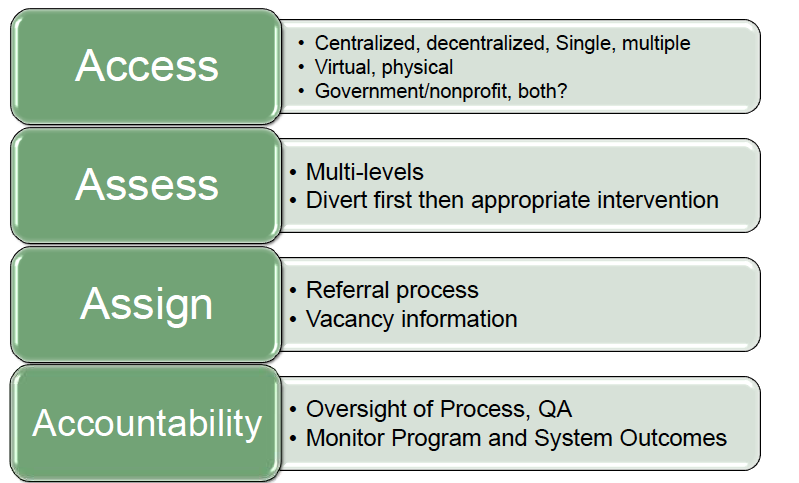 Access
• Centralized, decentralized, Single, multiple
• Virtual, physical
• Government/nonprofit, both?
Assess
• Multi-levels
• Divert first then appropriate intervention
Assign
• Referral process
• Vacancy information
Accountability
• Oversight of Process, QA
• Monitor Program and System Outcomes